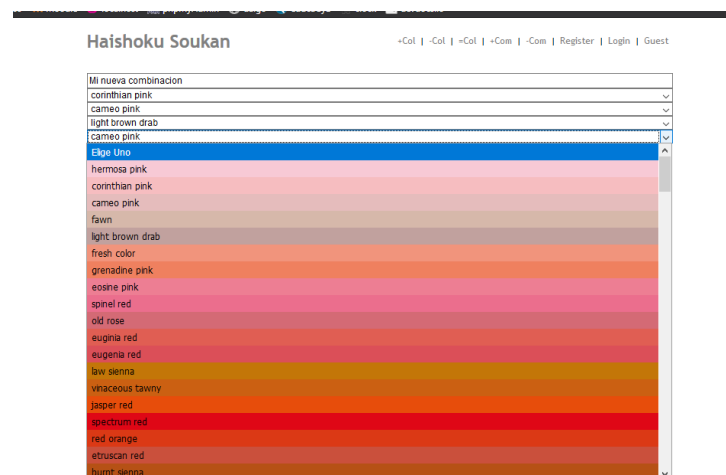 Haishoku Soukan
+Col | -Col | =Col | +Com | -Com | Register | Login | Guest
Mi nueva combinacion
corinthian pink
cameo pink
light brown drab
cameo pink
Elige Uno
hermosa pink
corinthian pink
cameo pink
fawn
light brown drab
fresh color
grenadine pink
eosine pink
spinel red
old rose
euginia red
eugenia red
law sienna
vinaceous tawny
jasper red
spectrum red
red orange
etruscan red
burnt sienna